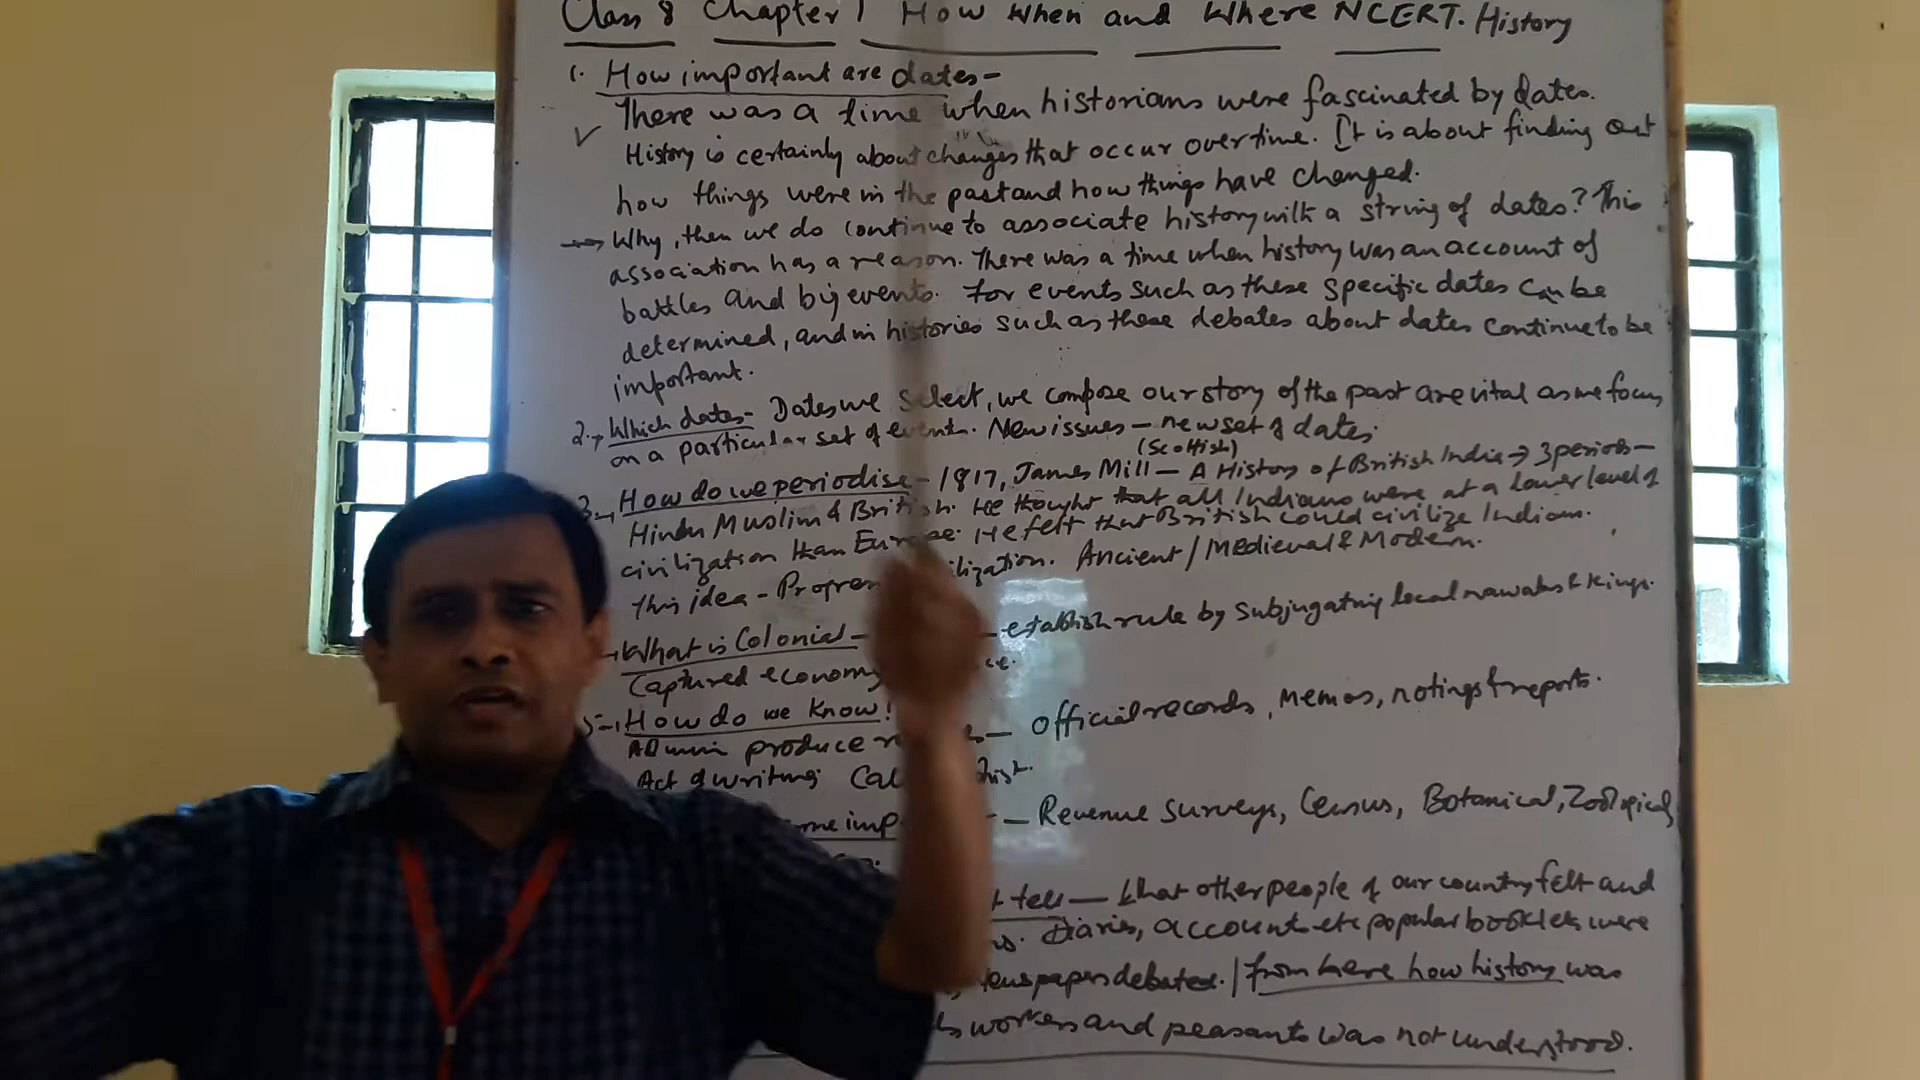 Class 8 Chapter 1 How When and Where NCERT. History
1. How important are dates-
There was a time when historians were fascinated by dates.
History is certainly about changes that occur overtime. It is about finding out
how things were in the past and how things have changed.
→ Why, then we do continue to associate history with a string of dates? This
association has a reason. There was a time when history was an account of
battles and big events. For events such as these specific dates can be
determined, and in histories such as these debates about dates continue to be
important.
2.→ Which dates- Dates we select, we compose our story of the past are vital as we focus
on a particular set of events. New issues — new set of dates.
(Scottish)
3.→ How do we periodise - 1817, James Mill — A History of British India → 3 periods —
Hindu Muslim & British. He thought that all Indians were at a lower level of
civilization than Europe. He felt that British could civilize Indians.
This idea - Progress Ancient / Medieval & Modern.
→ What is Colonial — establish rule by subjugating local nawabs & kings.
Captured economy
5-→ How do we know?
produce — official records, memos, notings & reports.
Act of writing
— Revenue surveys, Census, Botanical, Zoological
tell — What other people of our country felt and
Diaries, accounts etc popular booklets were
newspapers debated. / from here how history was
workers and peasants was not understood.